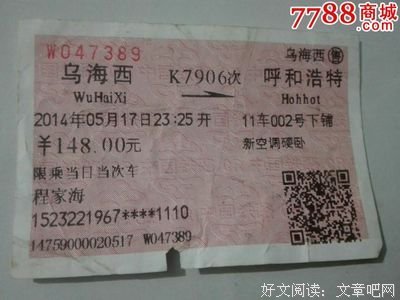 7788商城
.com
W047389
乌海西 售
乌海西 K7906次 呼和浩特
WuHaiXi Hohhot
2014年05月17日23:25开 11车002号下铺
¥148.00元 新空调硬卧
限乘当日当次车
程家海
1523221967****1110
14759000020517 W047389
好文阅读:文章吧网